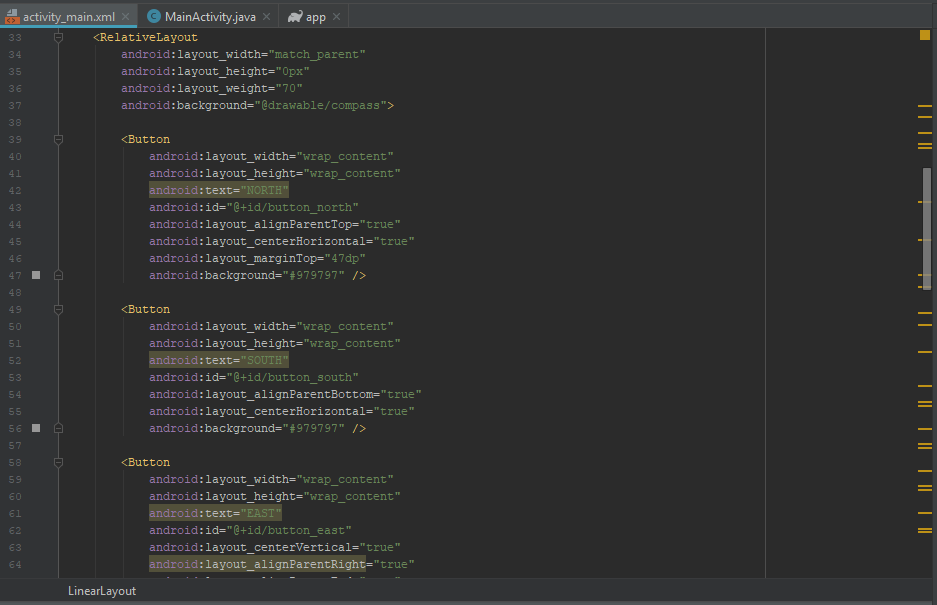 activity_main.xml
MainActivity.java
app
33 <RelativeLayout
34 android:layout_width="match_parent"
35 android:layout_height="0px"
36 android:layout_weight="70"
37 android:background="@drawable/compass">
38
39 <Button
40 android:layout_width="wrap_content"
41 android:layout_height="wrap_content"
42 android:text="NORTH"
43 android:id="@+id/button_north"
44 android:layout_alignParentTop="true"
45 android:layout_centerHorizontal="true"
46 android:layout_marginTop="47dp"
47 android:background="#979797" />
48
49 <Button
50 android:layout_width="wrap_content"
51 android:layout_height="wrap_content"
52 android:text="SOUTH"
53 android:id="@+id/button_south"
54 android:layout_alignParentBottom="true"
55 android:layout_centerHorizontal="true"
56 android:background="#979797" />
57
58 <Button
59 android:layout_width="wrap_content"
60 android:layout_height="wrap_content"
61 android:text="EAST"
62 android:id="@+id/button_east"
63 android:layout_centerVertical="true"
64 android:layout_alignParentRight="true"
LinearLayout